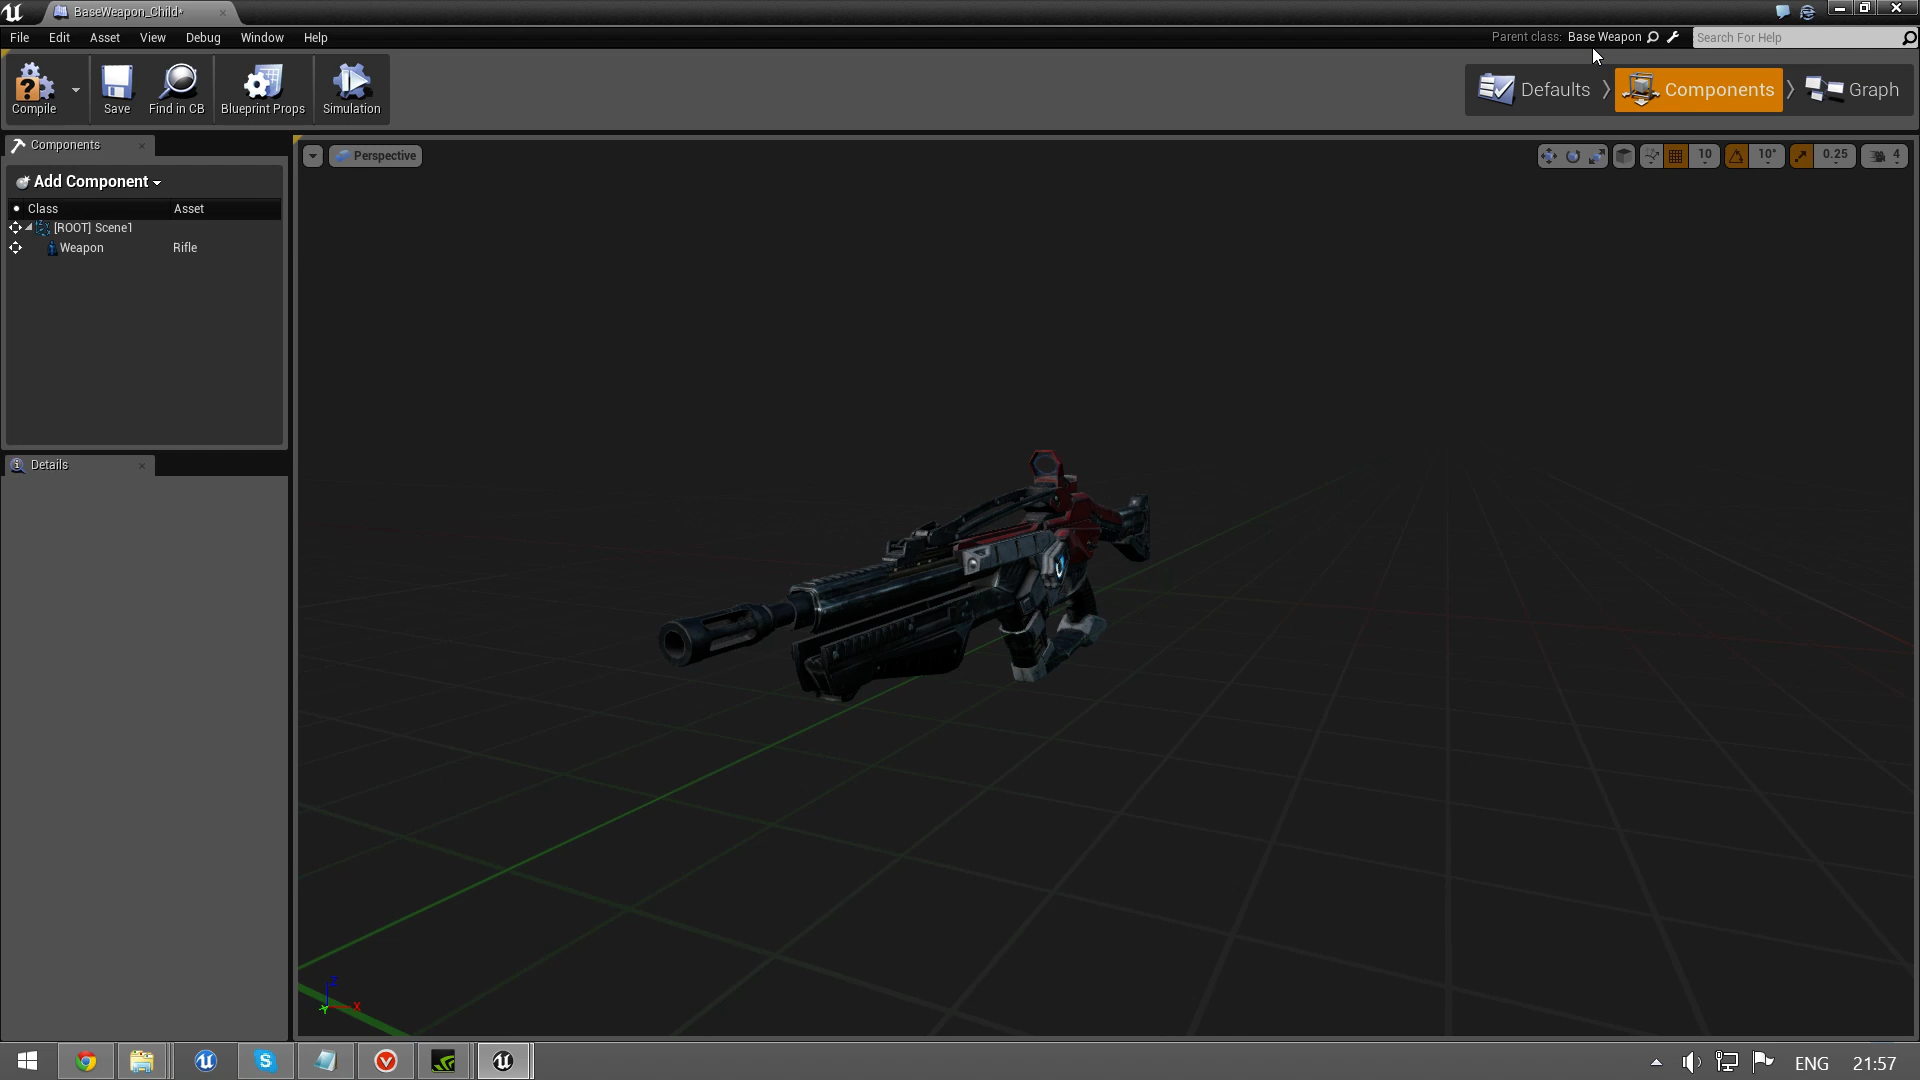 BaseWeapon_Child*
File Edit Asset View Debug Window Help
Parent class: Base Weapon
Search For Help
Compile Save Find in CB Blueprint Props Simulation
Defaults Components Graph
Components
Perspective
10 10° 0.25 4
Add Component
Class Asset
[ROOT] Scene1
Weapon Rifle
Details
Z
X
Y
ENG 21:57